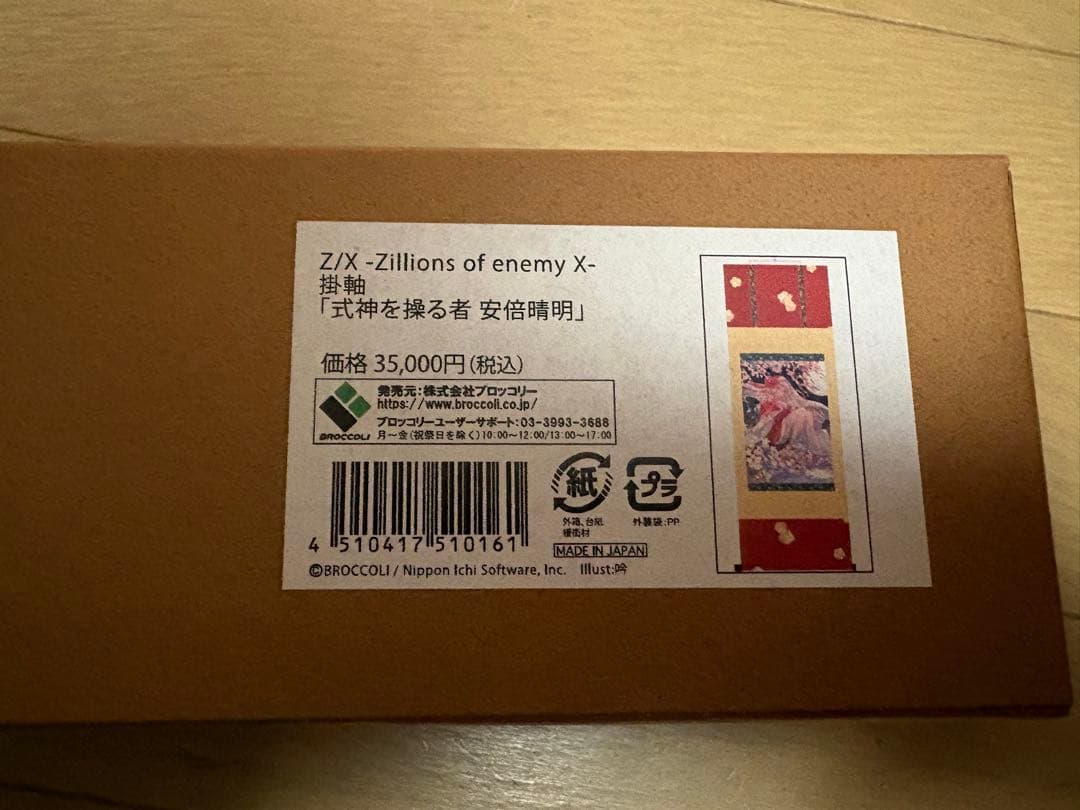 Z/X -Zillions of enemy X-
掛軸
「式神を操る者 安倍晴明」
価格 35,000円(税込)
発売元:株式会社ブロッコリー
https://www.broccoli.co.jp/
ブロッコリーユーザーサポート:03-3993-3688
月~金(祝祭日を除く)10:00~12:00/13:00~17:00
BROCCOLI
紙
プラ
外箱、台紙
緩衝材
外装袋:PP
MADE IN JAPAN
4 510417 510161
©BROCCOLI / Nippon Ichi Software, Inc. Illust:吟